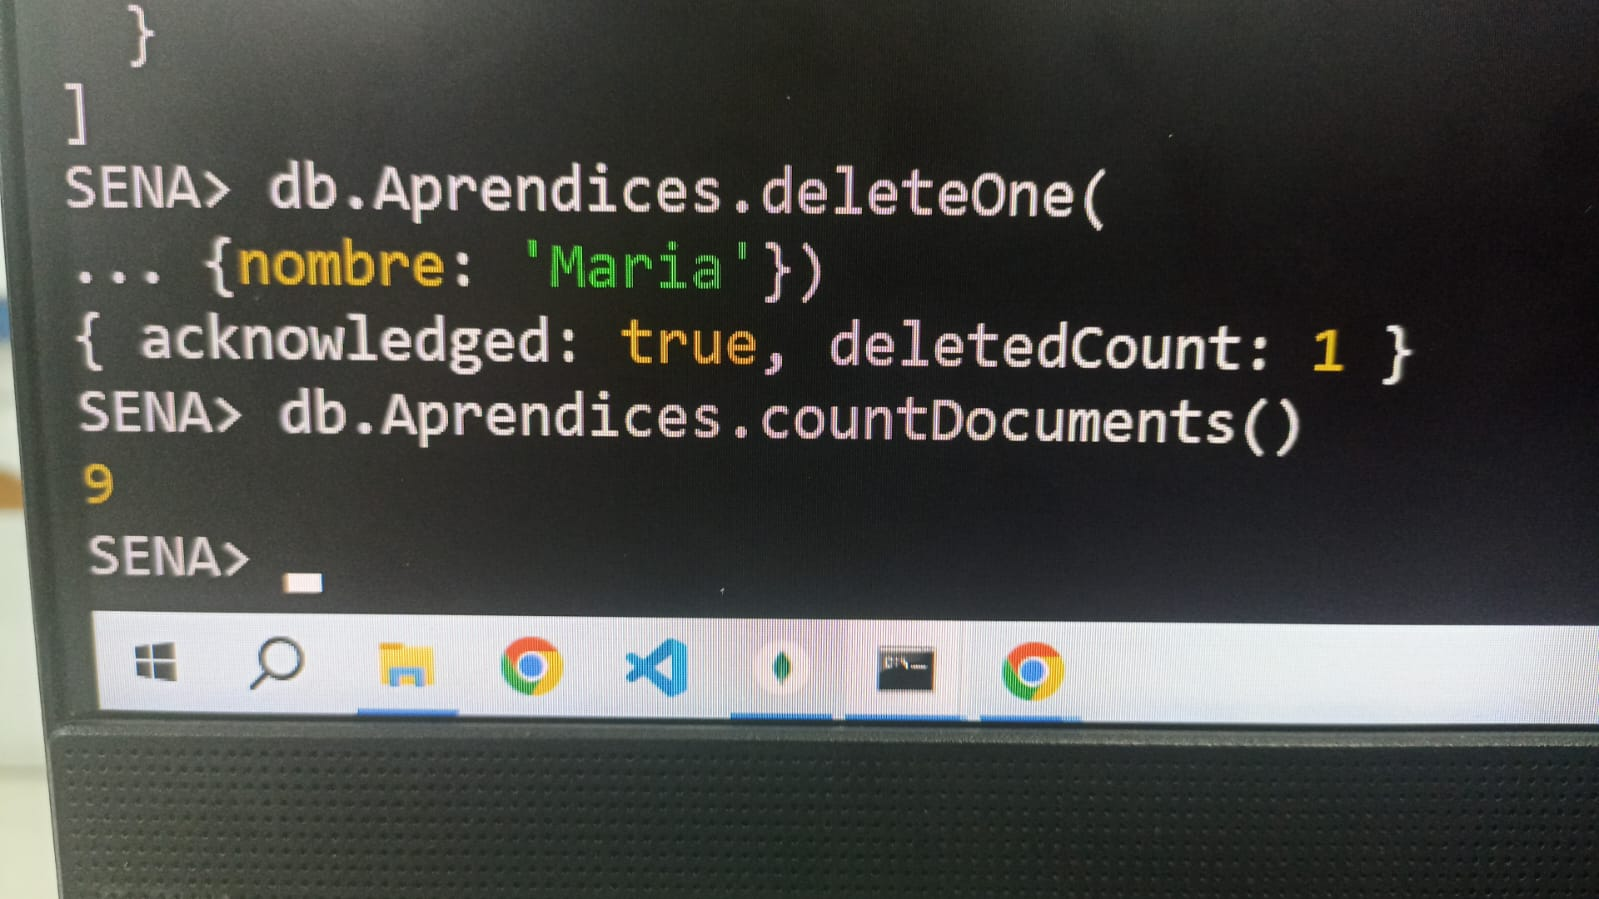 }
]
SENA> db.Aprendices.deleteOne(
... {nombre: 'Maria'})
{ acknowledged: true, deletedCount: 1 }
SENA> db.Aprendices.countDocuments()
9
SENA>
C:\_